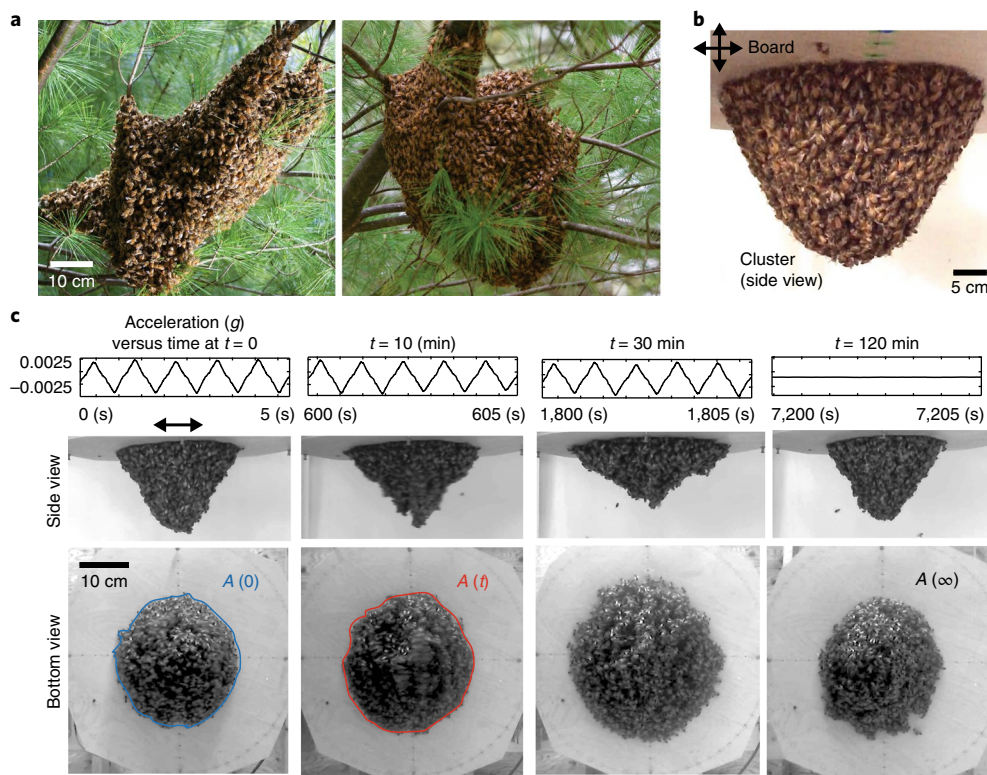 a
10 cm
b
Board
Cluster
(side view)
5 cm
c
Acceleration (g)
versus time at t = 0
t = 10 (min)
t = 30 min
t = 120 min
0.0025
–0.0025
0 (s) 5 (s)
600 (s) 605 (s)
1,800 (s) 1,805 (s)
7,200 (s) 7,205 (s)
Side view
Bottom view
10 cm
A (0)
A (t)
A (∞)